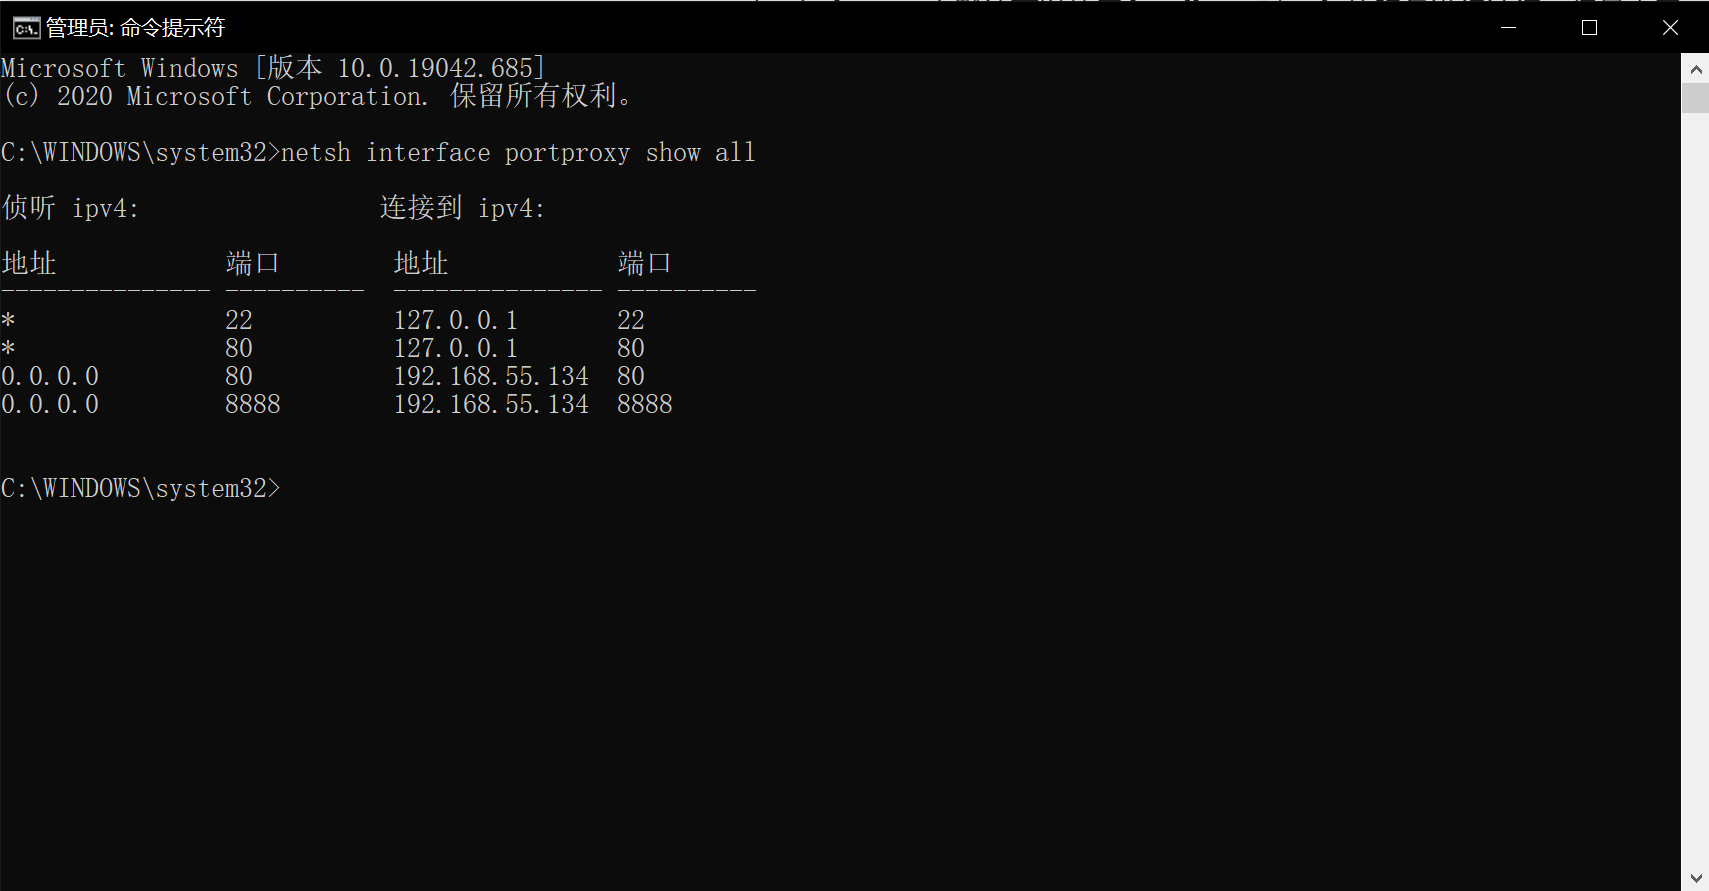 管理员: 命令提示符
Microsoft Windows [版本 10.0.19042.685]
(c) 2020 Microsoft Corporation. 保留所有权利。
C:\WINDOWS\system32>netsh interface portproxy show all
侦听 ipv4:                 连接到 ipv4:
地址            端口        地址            端口
--------------- ----------  --------------- ----------
*               22          127.0.0.1       22
*               80          127.0.0.1       80
0.0.0.0         80          192.168.55.134  80
0.0.0.0         8888        192.168.55.134  8888
C:\WINDOWS\system32>